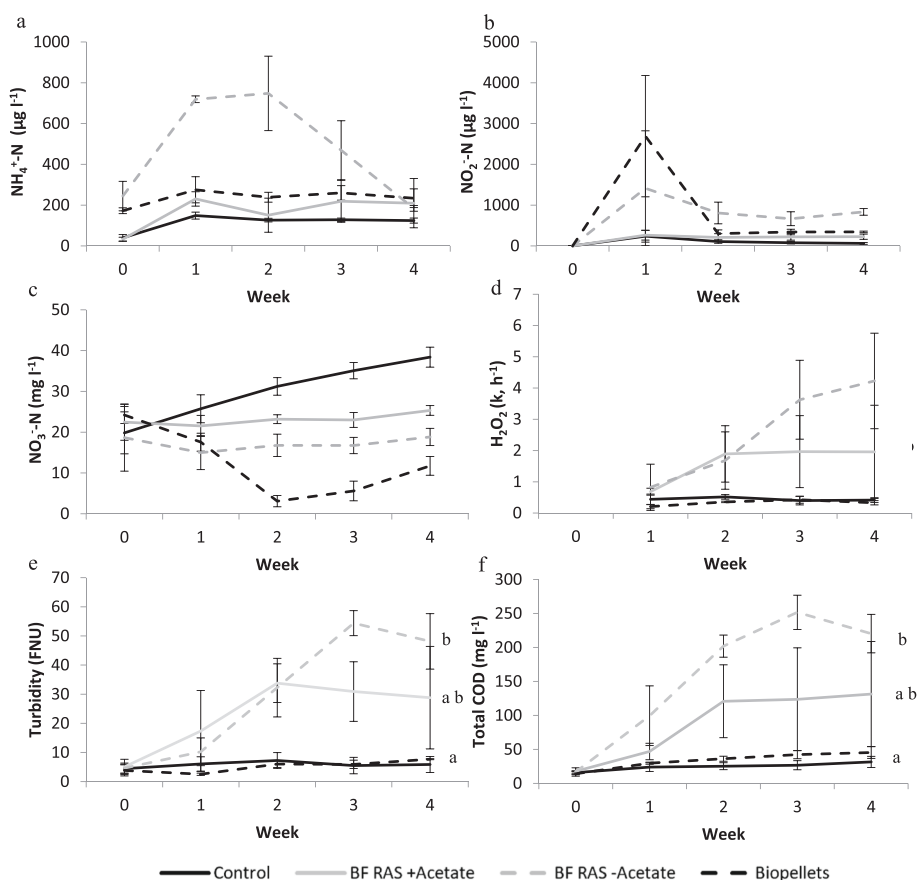 a
NH₄⁺-N (µg l⁻¹)
1000
800
600
400
200
0
0 1 2 3 4
Week
b
NO₂⁻-N (µg l⁻¹)
5000
4000
3000
2000
1000
0
0 1 2 3 4
Week
c
NO₃⁻-N (mg l⁻¹)
50
40
30
20
10
0
0 1 2 3 4
Week
d
H₂O₂ (k, h⁻¹)
7
6
5
4
3
2
1
0
0 1 2 3 4
Week
e
Turbidity (FNU)
70
60
50
40
30
20
10
0
0 1 2 3 4
Week
b
a b
a
f
Total COD (mg l⁻¹)
300
250
200
150
100
50
0
0 1 2 3 4
Week
b
a b
a
Control BF RAS +Acetate BF RAS -Acetate Biopellets